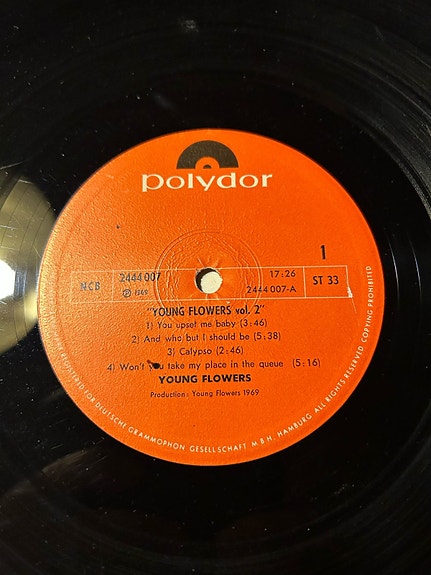 polydor
1
NCB 2444 007 17:26 ST 33
℗ 1969 2444 007-A
"YOUNG FLOWERS vol. 2"
1) You upset me baby (3:46)
2) And who but I should be (5:38)
3) Calypso (2:46)
4) Won't you take my place in the queue (5:16)
YOUNG FLOWERS
Production: Young Flowers 1969
REGISTERED FOR DEUTSCHE GRAMMOPHON GESELLSCHAFT M.B.H. HAMBURG ALL RIGHTS RESERVED COPYING PROHIBITED